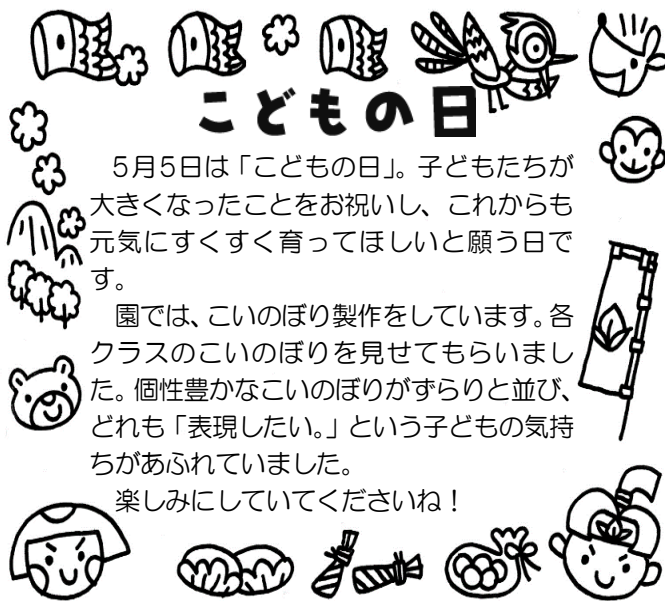 こどもの日
　5月5日は「こどもの日」。子どもたちが
大きくなったことをお祝いし、これからも
元気にすくすく育ってほしいと願う日で
す。
　園では、こいのぼり製作をしています。各
クラスのこいのぼりを見せてもらいまし
た。個性豊かなこいのぼりがずらりと並び、
どれも「表現したい。」という子どもの気持
ちがあふれていました。
　楽しみにしていてくださいね！